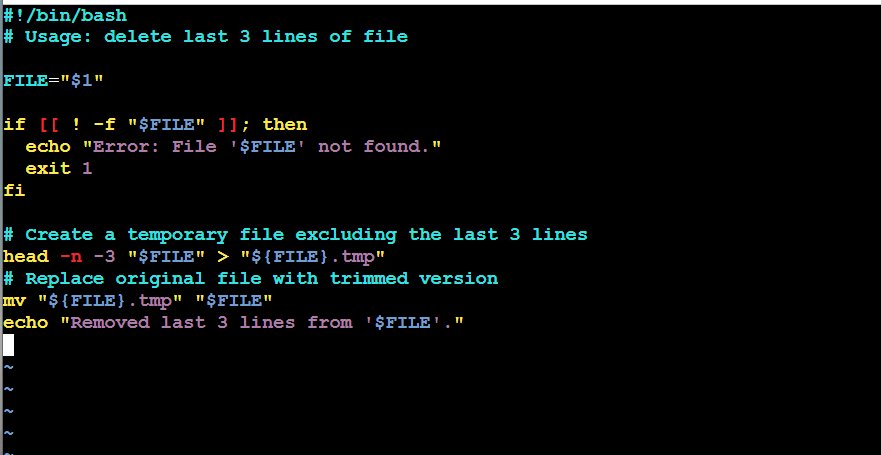 #!/bin/bash
# Usage: delete last 3 lines of file

FILE="$1"

if [[ ! -f "$FILE" ]]; then
  echo "Error: File '$FILE' not found."
  exit 1
fi

# Create a temporary file excluding the last 3 lines
head -n -3 "$FILE" > "${FILE}.tmp"
# Replace original file with trimmed version
mv "${FILE}.tmp" "$FILE"
echo "Removed last 3 lines from '$FILE'."

~
~
~
~
~